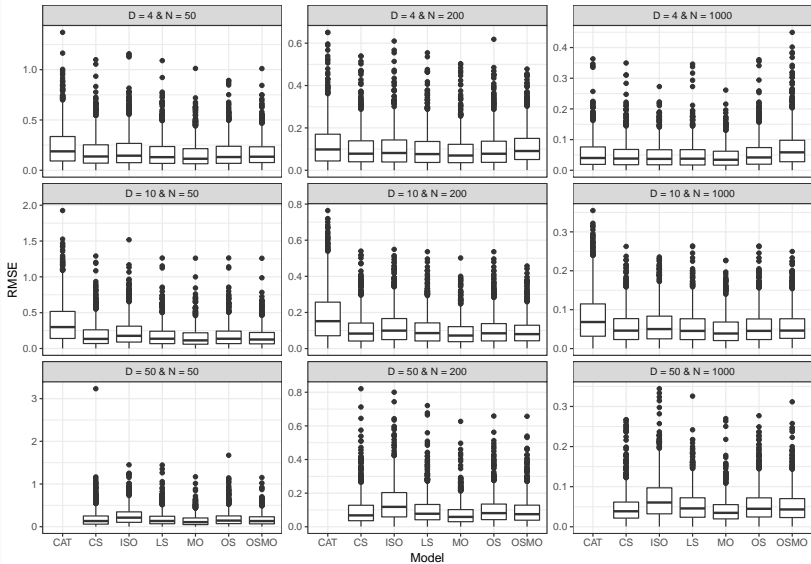 D = 4 & N = 50
D = 4 & N = 200
D = 4 & N = 1000
1.0
0.5
0.0
0.6
0.4
0.2
0.0
0.4
0.3
0.2
0.1
0.0
D = 10 & N = 50
D = 10 & N = 200
D = 10 & N = 1000
2.0
1.5
1.0
0.5
0.0
0.8
0.6
0.4
0.2
0.0
0.3
0.2
0.1
0.0
RMSE
D = 50 & N = 50
D = 50 & N = 200
D = 50 & N = 1000
3
2
1
0
0.8
0.6
0.4
0.2
0.0
0.3
0.2
0.1
0.0
CAT CS ISO LS MO OS OSMO
CAT CS ISO LS MO OS OSMO
CAT CS ISO LS MO OS OSMO
Model